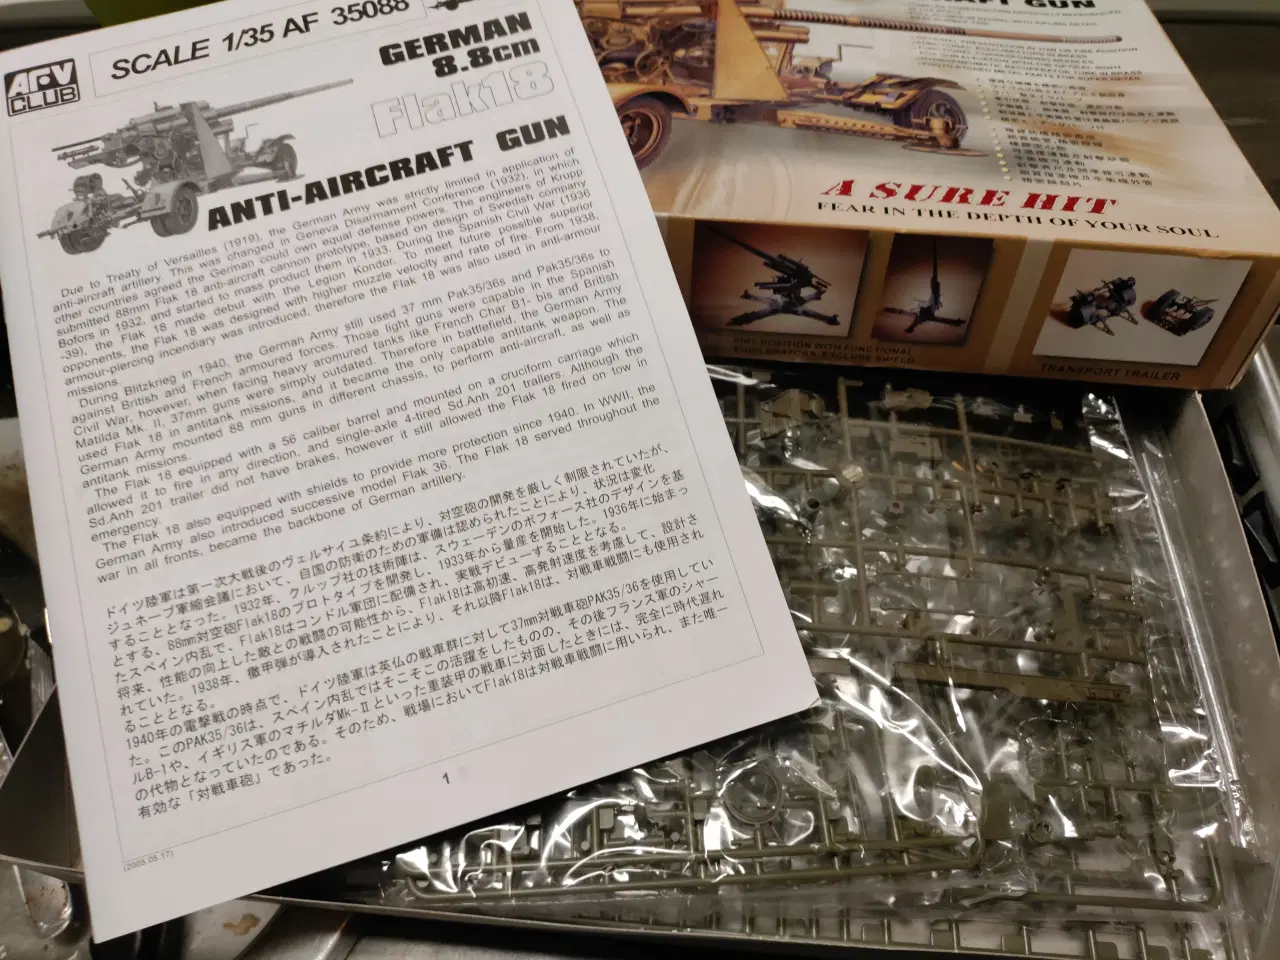 AFV
CLUB
SCALE 1/35 AF 35088
GERMAN
8.8cm
Flak18
ANTI-AIRCRAFT GUN
Due to Treaty of Versailles (1919), the German Army was strictly limited in application of
anti-aircraft artillery. This was changed in Geneva Disarmament Conference (1932), in which
other countries agreed the German could own equal defense powers. The engineers of Krupp
submitted 88mm Flak 18 anti-aircraft cannon prototype, based on design of Swedish company
Bofors in 1932, and started to mass product them in 1933. During the Spanish Civil War (1936
-39), the Flak 18 made debut with the Legion Kondor. To meet future possible superior
opponents, the Flak 18 was designed with higher muzzle velocity and rate of fire. From 1938,
armour-piercing incendiary was introduced, therefore the Flak 18 was also used in anti-armour
missions.
During Blitzkrieg in 1940, the German Army still used 37 mm Pak35/36s and Pak35/36s to
against British and French armoured forces. Those light guns were capable in the Spanish
Civil War, however, when facing heavy aromured tanks like French Char B1- bis and British
Matilda Mk. II, 37mm guns were simply outdated. Therefore in battlefield, the German Army
used Flak 18 in antitank missions, and it became the only capable antitank weapon. The
German Army mounted 88 mm guns in different chassis, to perform anti-aircraft, as well as
antitank missions.
The Flak 18 equipped with a 56 caliber barrel and mounted on a cruciform carriage which
allowed it to fire in any direction, and single-axle 4-tired Sd.Anh 201 trailers. Although the
Sd.Anh 201 trailer did not have brakes, however it still allowed the Flak 18 fired on tow in
emergency.
The Flak 18 also equipped with shields to provide more protection since 1940. In WWII, the
German Army also introduced successive model Flak 36. The Flak 18 served throughout the
war in all fronts, became the backbone of German artillery.
ドイツ陸軍は第一次大戦後のヴェルサイユ条約により、対空砲の開発を厳しく制限されていたが、
ジュネーブ軍縮会議において、自国の防衛のための軍備は認められたことにより、状況は変化
することとなった。1932年、クルップ社の技術陣は、スウェーデンのボフォース社のデザインを基
とする、88mm対空砲Flak18のプロトタイプを開発し、1933年から量産を開始した。1936年に始まっ
たスペイン内乱で、Flak18はコンドル軍団に配備され、実戦デビューすることとなる。
将来、性能の向上した敵との戦闘の可能性から、Flak18は高初速、高発射速度を考慮して、設計さ
れていた。1938年、徹甲弾が導入されたことにより、それ以降Flak18は、対戦車戦闘にも使用され
ることとなる。
1940年の電撃戦の時点で、ドイツ陸軍は英仏の戦車群に対して37mm対戦車砲PAK35/36を使用してい
た。このPAK35/36は、スペイン内乱ではそこそこの活躍をしたものの、その後フランス軍のシャー
ルB-1や、イギリス軍のマチルダMk-Ⅱといった重装甲の戦車に対面したときには、完全に時代遅れ
の代物となっていたのである。そのため、戦場においてFlak18は対戦車戦闘に用いられ、また唯一
有効な「対戦車砲」であった。
1
(2005.05.17)
A SURE HIT
FEAR IN THE DEPTH OF YOUR SOUL
FIRE POSITION WITH FUNCTIONAL
EQUILIBRATORS, EXCLUDE SHIELD
TRANSPORT TRAILER